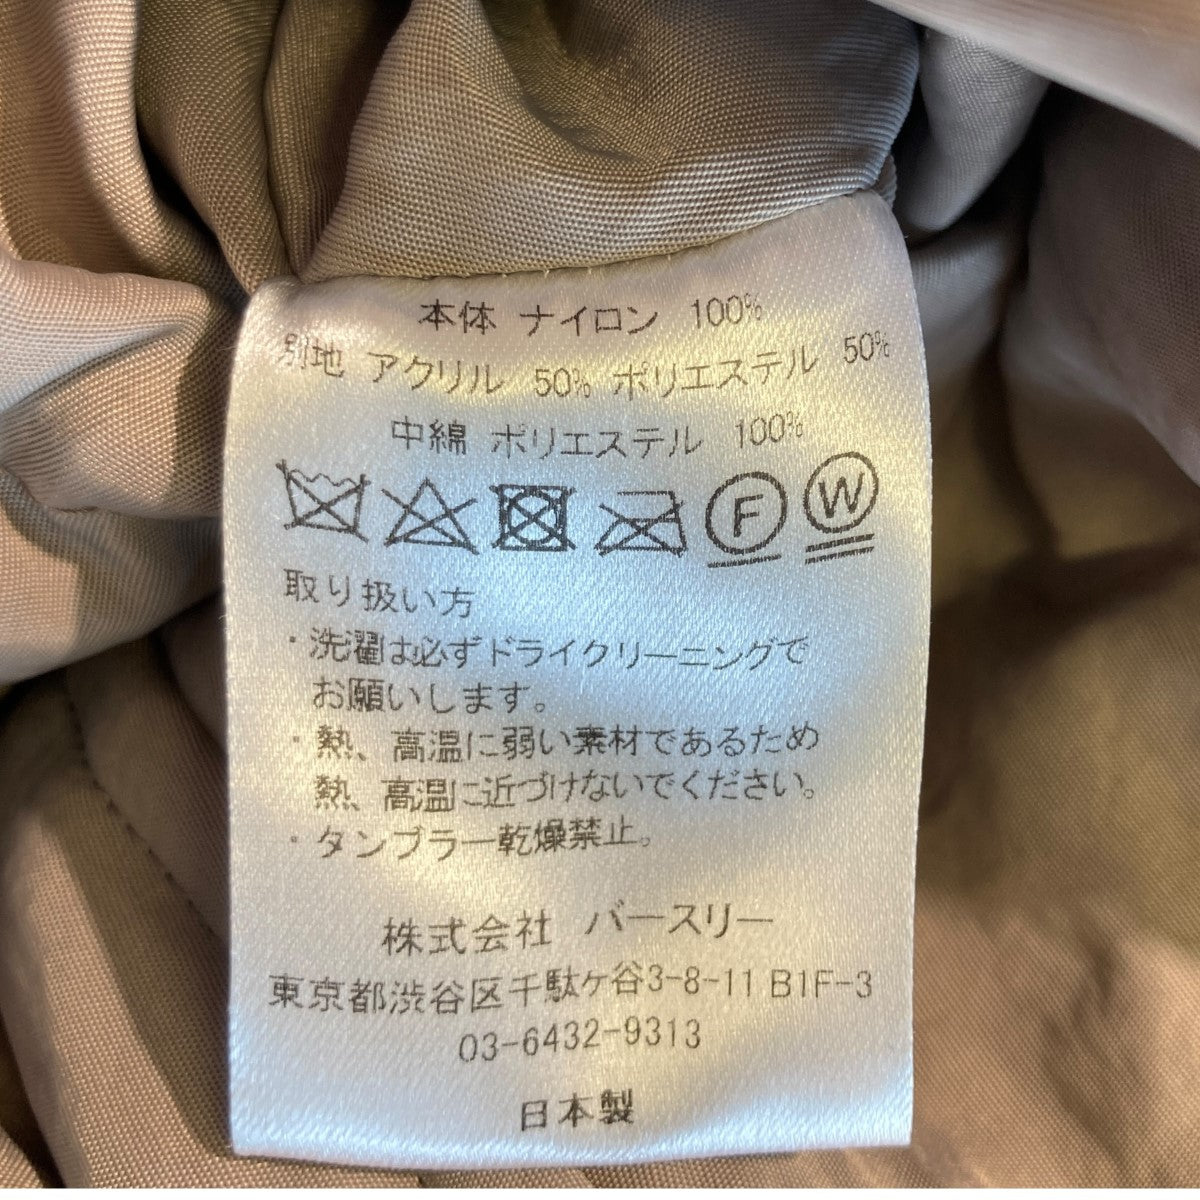 本体 ナイロン 100%
別地 アクリル 50% ポリエステル 50%
中綿 ポリエステル 100%
F W
取り扱い方
・洗濯は必ずドライクリーニングで
お願いします。
・熱、高温に弱い素材であるため
熱、高温に近づけないでください。
・タンブラー乾燥禁止。
株式会社 バースリー
東京都渋谷区千駄ヶ谷3-8-11 B1F-3
03-6432-9313
日本製